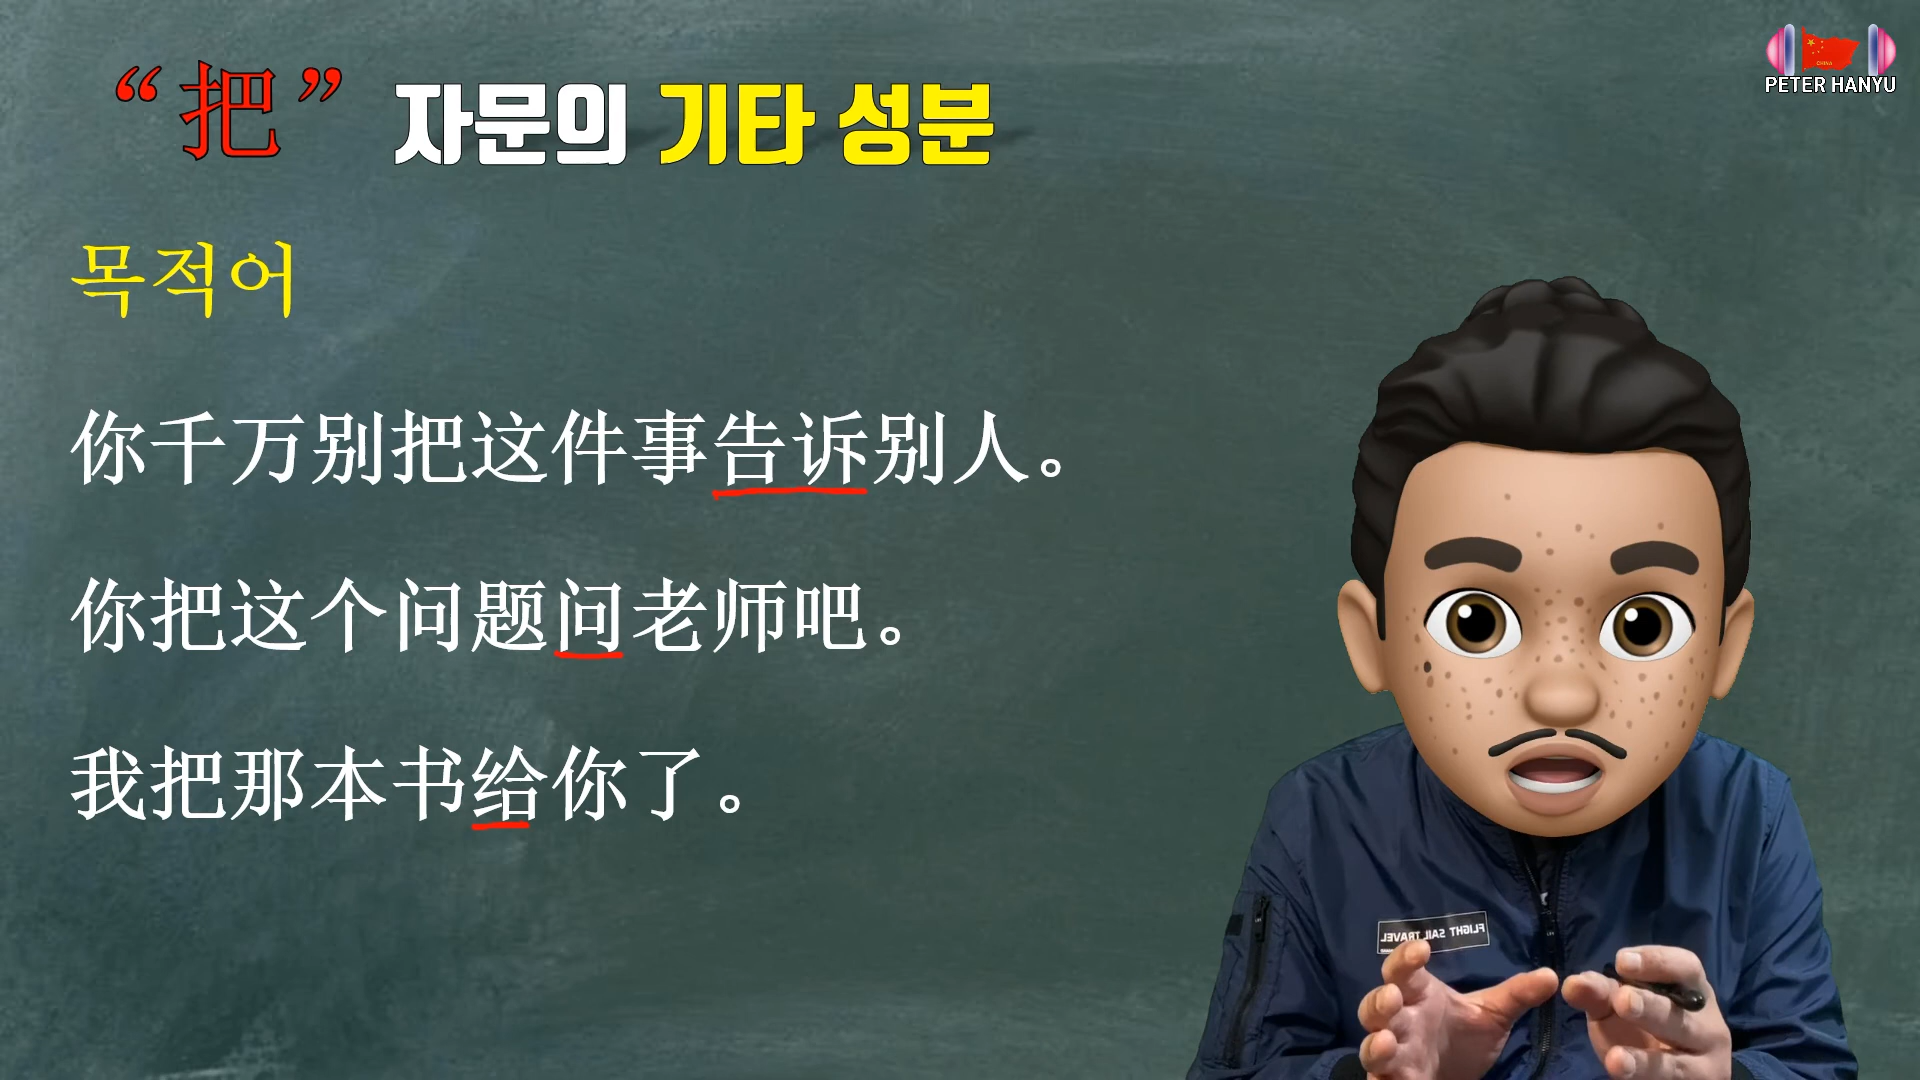 “把”자문의 기타 성분
PETER HANYU
목적어
你千万别把这件事告诉别人。
你把这个问题问老师吧。
我把那本书给你了。
FLIGHT SAIL TRAVEL